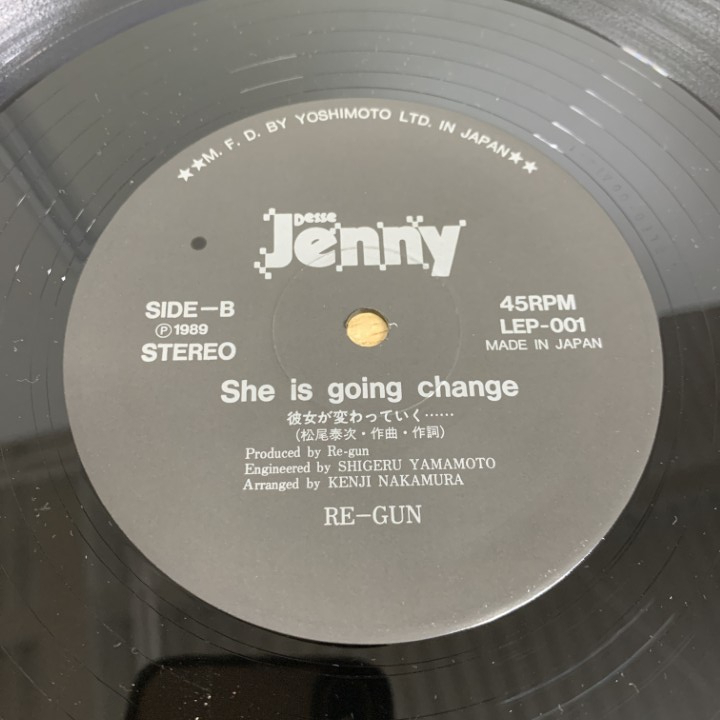 ★★M. F. D. BY YOSHIMOTO LTD. IN JAPAN★★
Desse
Jenny
SIDE-B
Ⓟ1989
STEREO
45RPM
LEP-001
MADE IN JAPAN
She is going change
彼女が変わっていく……
(松尾泰次・作曲・作詞)
Produced by Re-gun
Engineered by SHIGERU YAMAMOTO
Arranged by KENJI NAKAMURA
RE-GUN